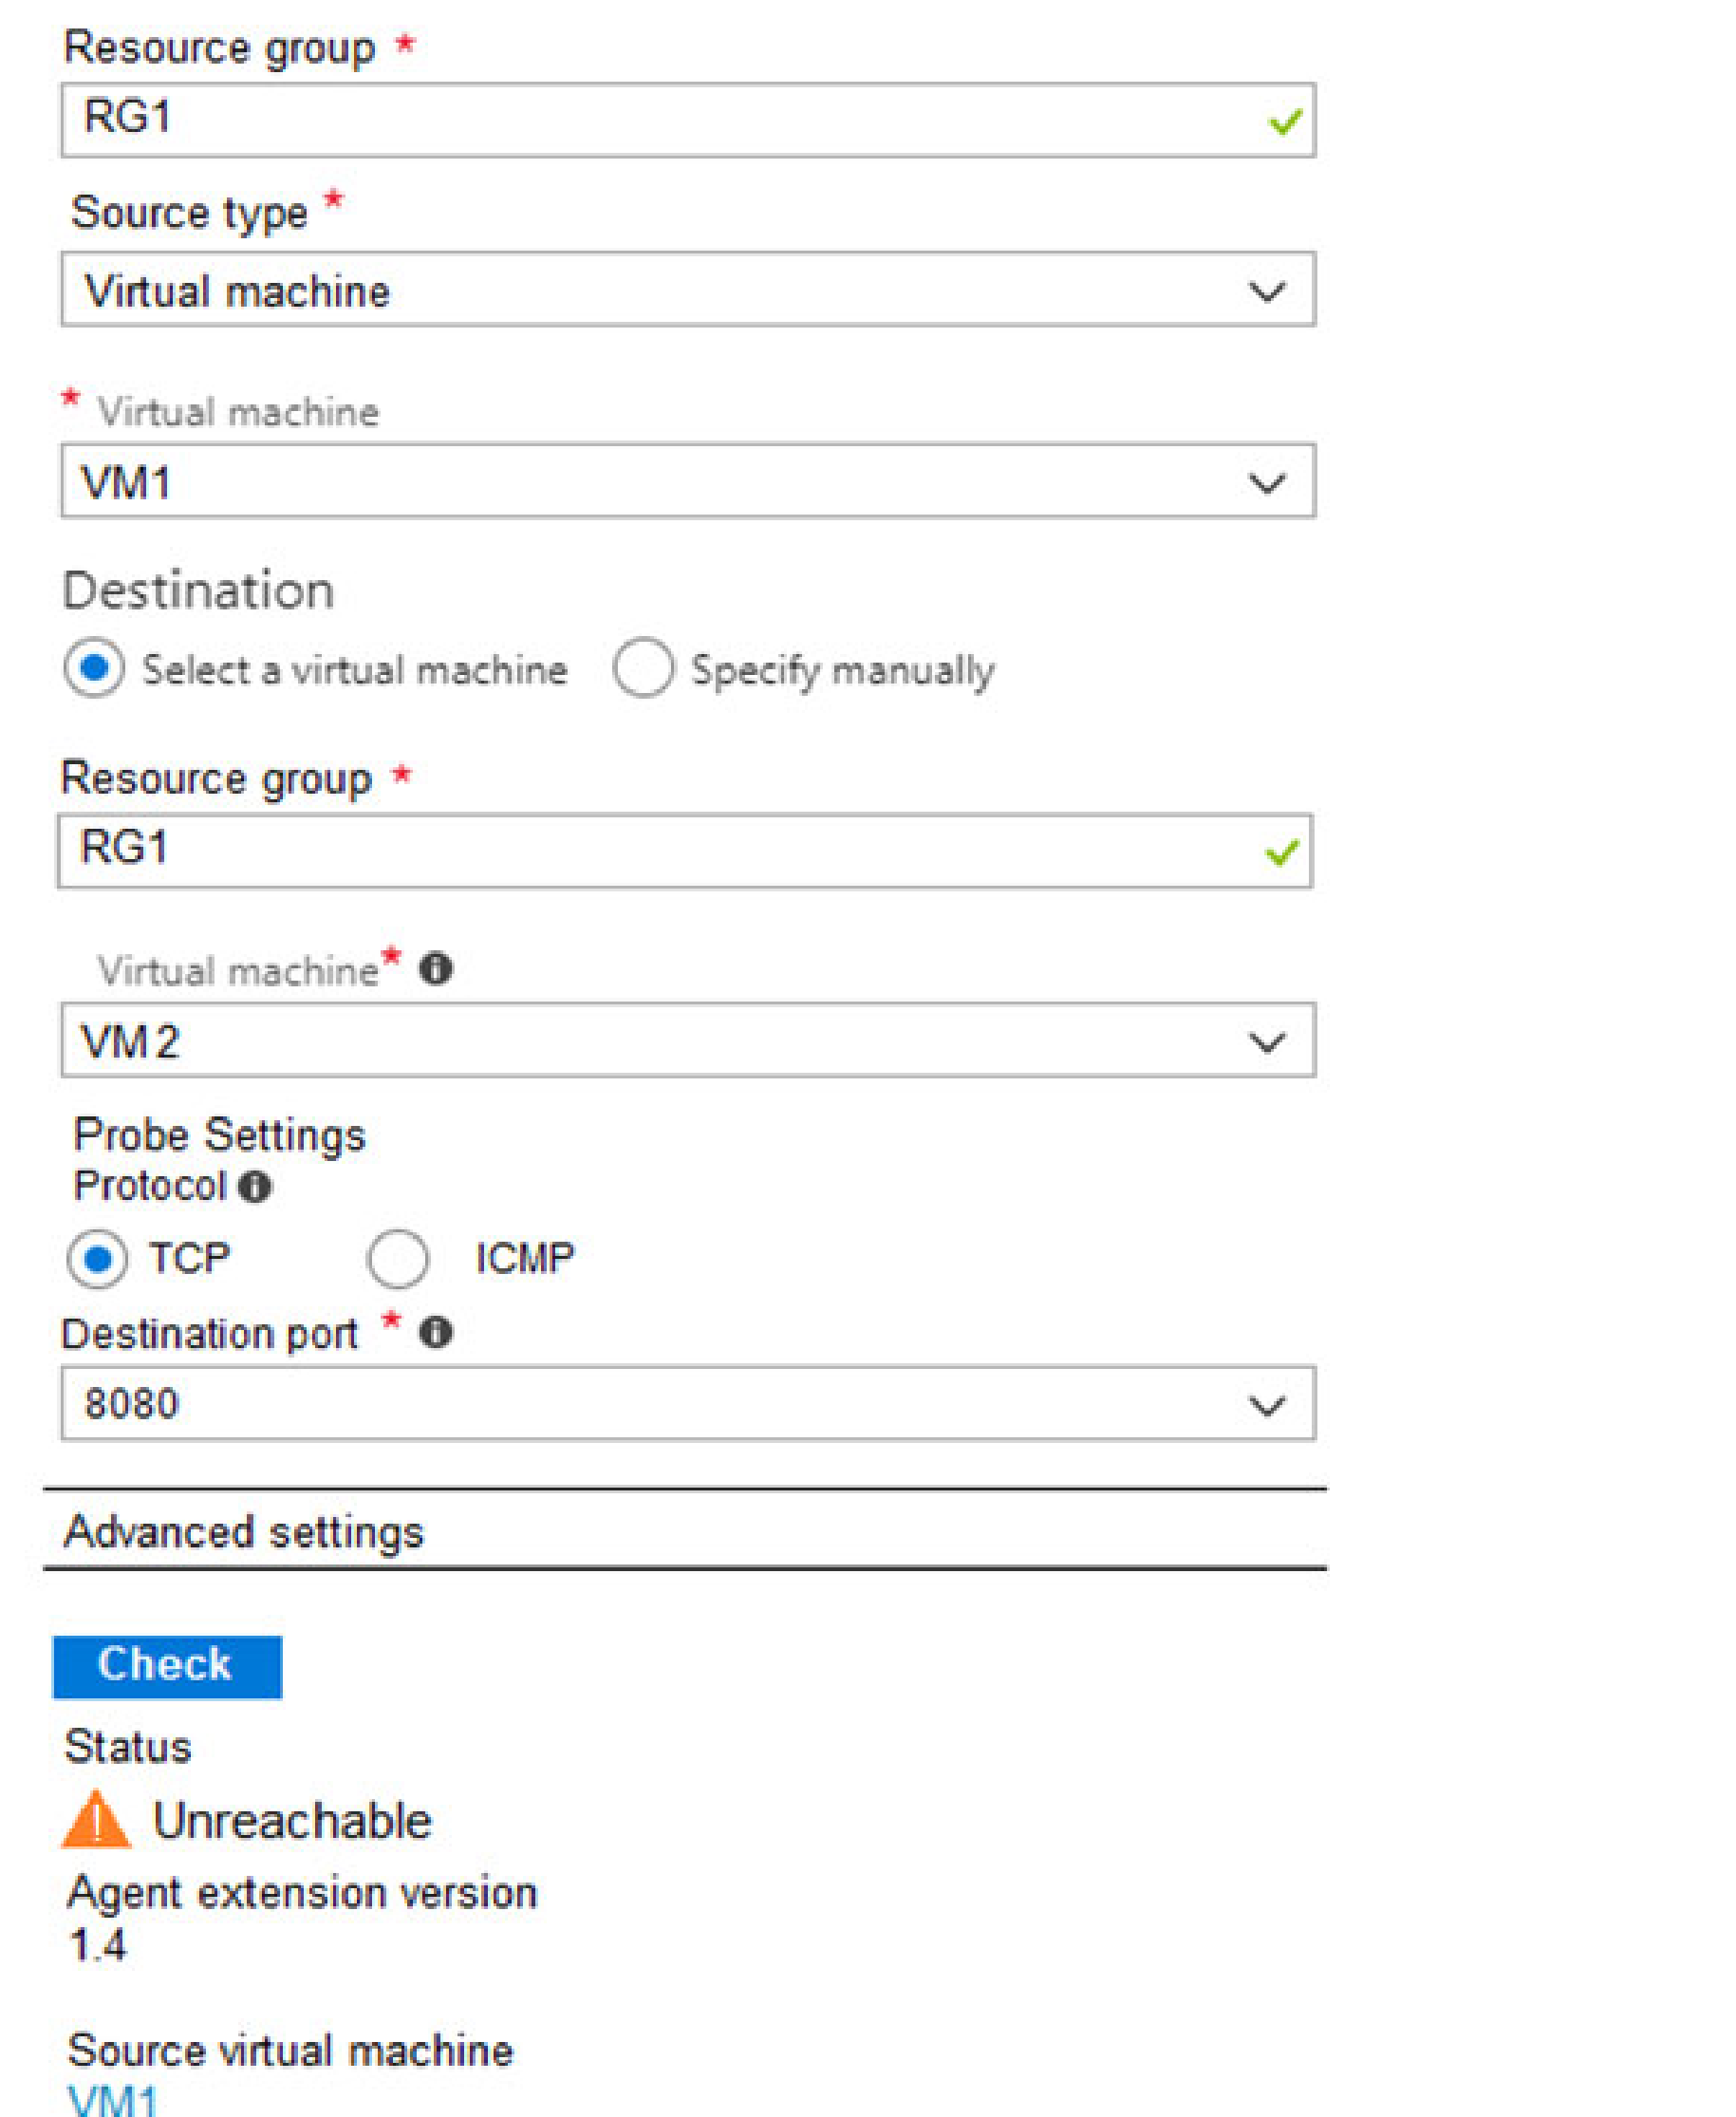 Resource group *
RG1
Source type *
Virtual machine
* Virtual machine
VM1
Destination
Select a virtual machine Specify manually
Resource group *
RG1
Virtual machine*
VM2
Probe Settings
Protocol
TCP ICMP
Destination port *
8080
Advanced settings
Check
Status
Unreachable
Agent extension version
1.4
Source virtual machine
VM1